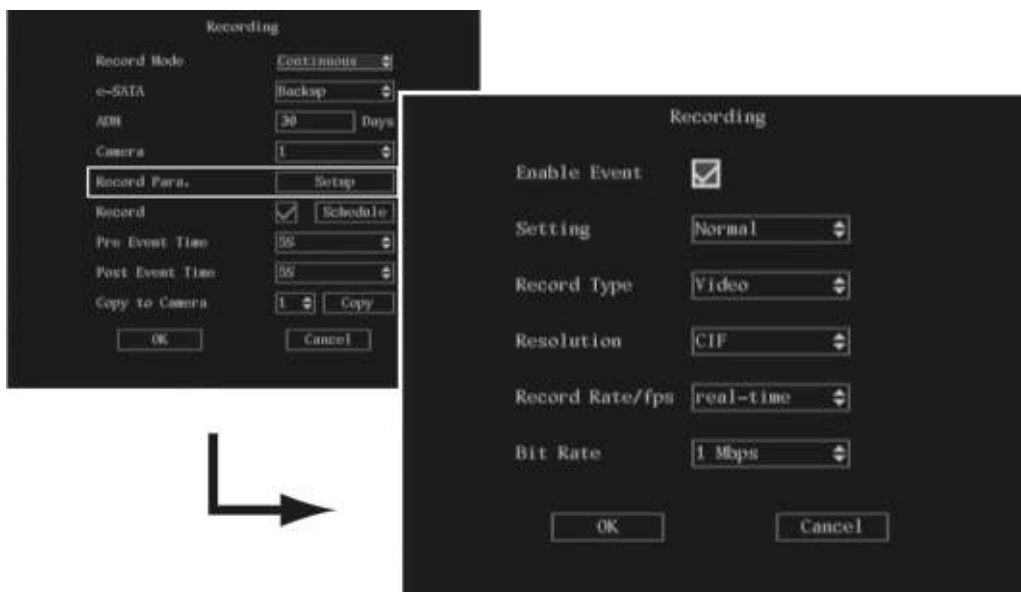 Recording
Record Mode Continuous
e-SATA Backup
ADM 30 Days
Camera 1
Record Para. Setup
Record Schedule
Pre Event Time 5S
Post Event Time 5S
Copy to Camera 1 Copy
OK Cancel
Recording
Enable Event
Setting Normal
Record Type Video
Resolution CIF
Record Rate/fps real-time
Bit Rate 1 Mbps
OK Cancel